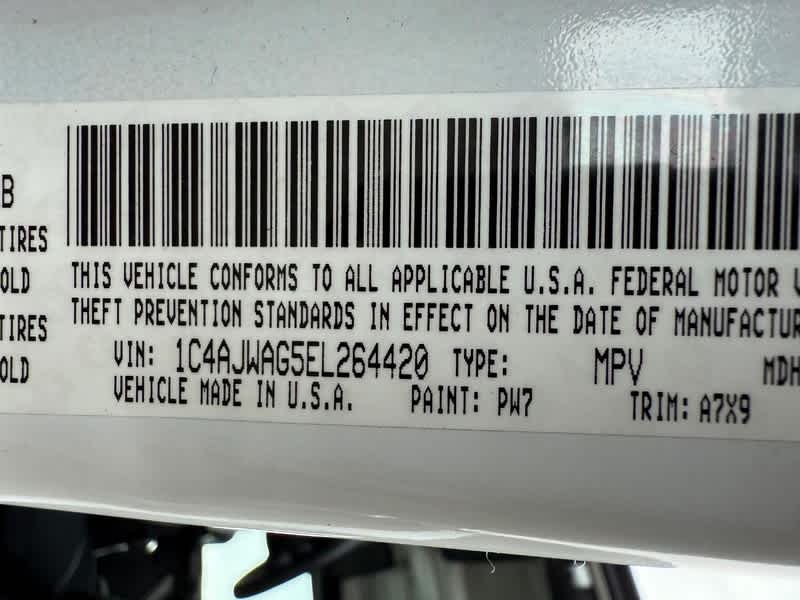 B
TIRES
OLD
TIRES
OLD
THIS VEHICLE CONFORMS TO ALL APPLICABLE U.S.A. FEDERAL MOTOR V
THEFT PREVENTION STANDARDS IN EFFECT ON THE DATE OF MANUFACTUR
VIN: 1C4AJWAG5EL264420 TYPE: MPV MDH
VEHICLE MADE IN U.S.A. PAINT: PW7 TRIM: A7X9